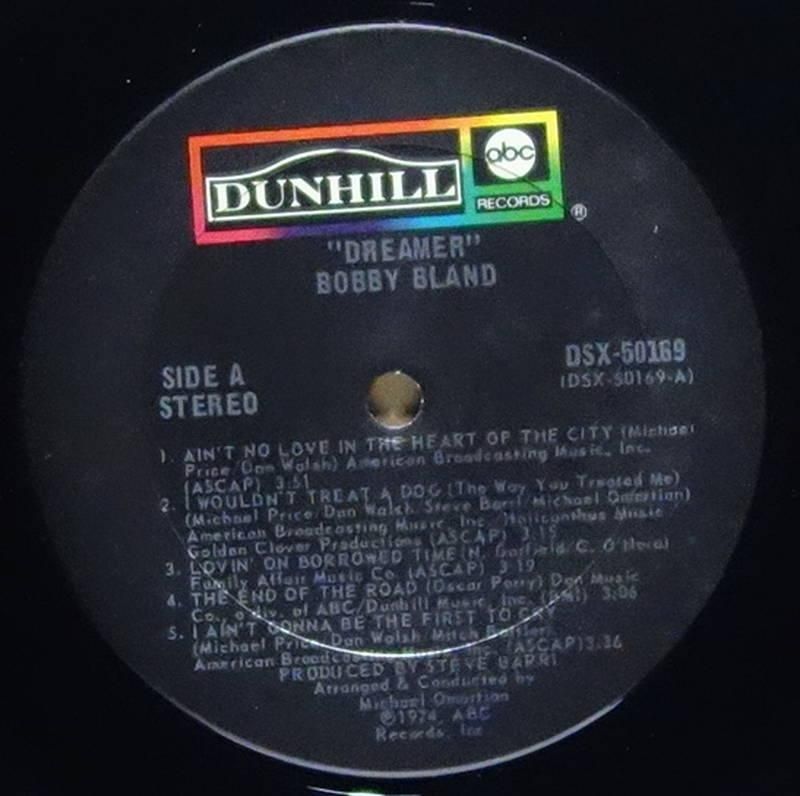 DUNHILL
abc
RECORDS
®
"DREAMER"
BOBBY BLAND
SIDE A
STEREO
DSX-50169
(DSX-50169-A)
1. AIN'T NO LOVE IN THE HEART OF THE CITY (Michael
Price/Dan Walsh) American Broadcasting Music, Inc.
(ASCAP) 3:51
2. I WOULDN'T TREAT A DOG (The Way You Treated Me)
(Michael Price/Dan Walsh/Steve Barri/Michael Omartian)
American Broadcasting Music, Inc./Music
Golden Clover Productions (ASCAP)
3. LOVIN' ON BORROWED TIME (N.
Family Affair Music Co. (ASCAP) 3:19
4. THE END OF THE ROAD (Oscar Perry) Don Music
Co., a div. of ABC/Dunhill Music, Inc. (BMI) 3:06
5. I AIN'T GONNA BE THE FIRST TO CRY
(Michael Price/Dan Walsh/Mitch
American Broadcasting Music, Inc. (ASCAP) 3:36
PRODUCED BY STEVE BARRI
Arranged & Conducted by
Michael Omartian
℗1974, ABC
Records, Inc